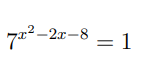 7^{x^2-2x-8} = 1